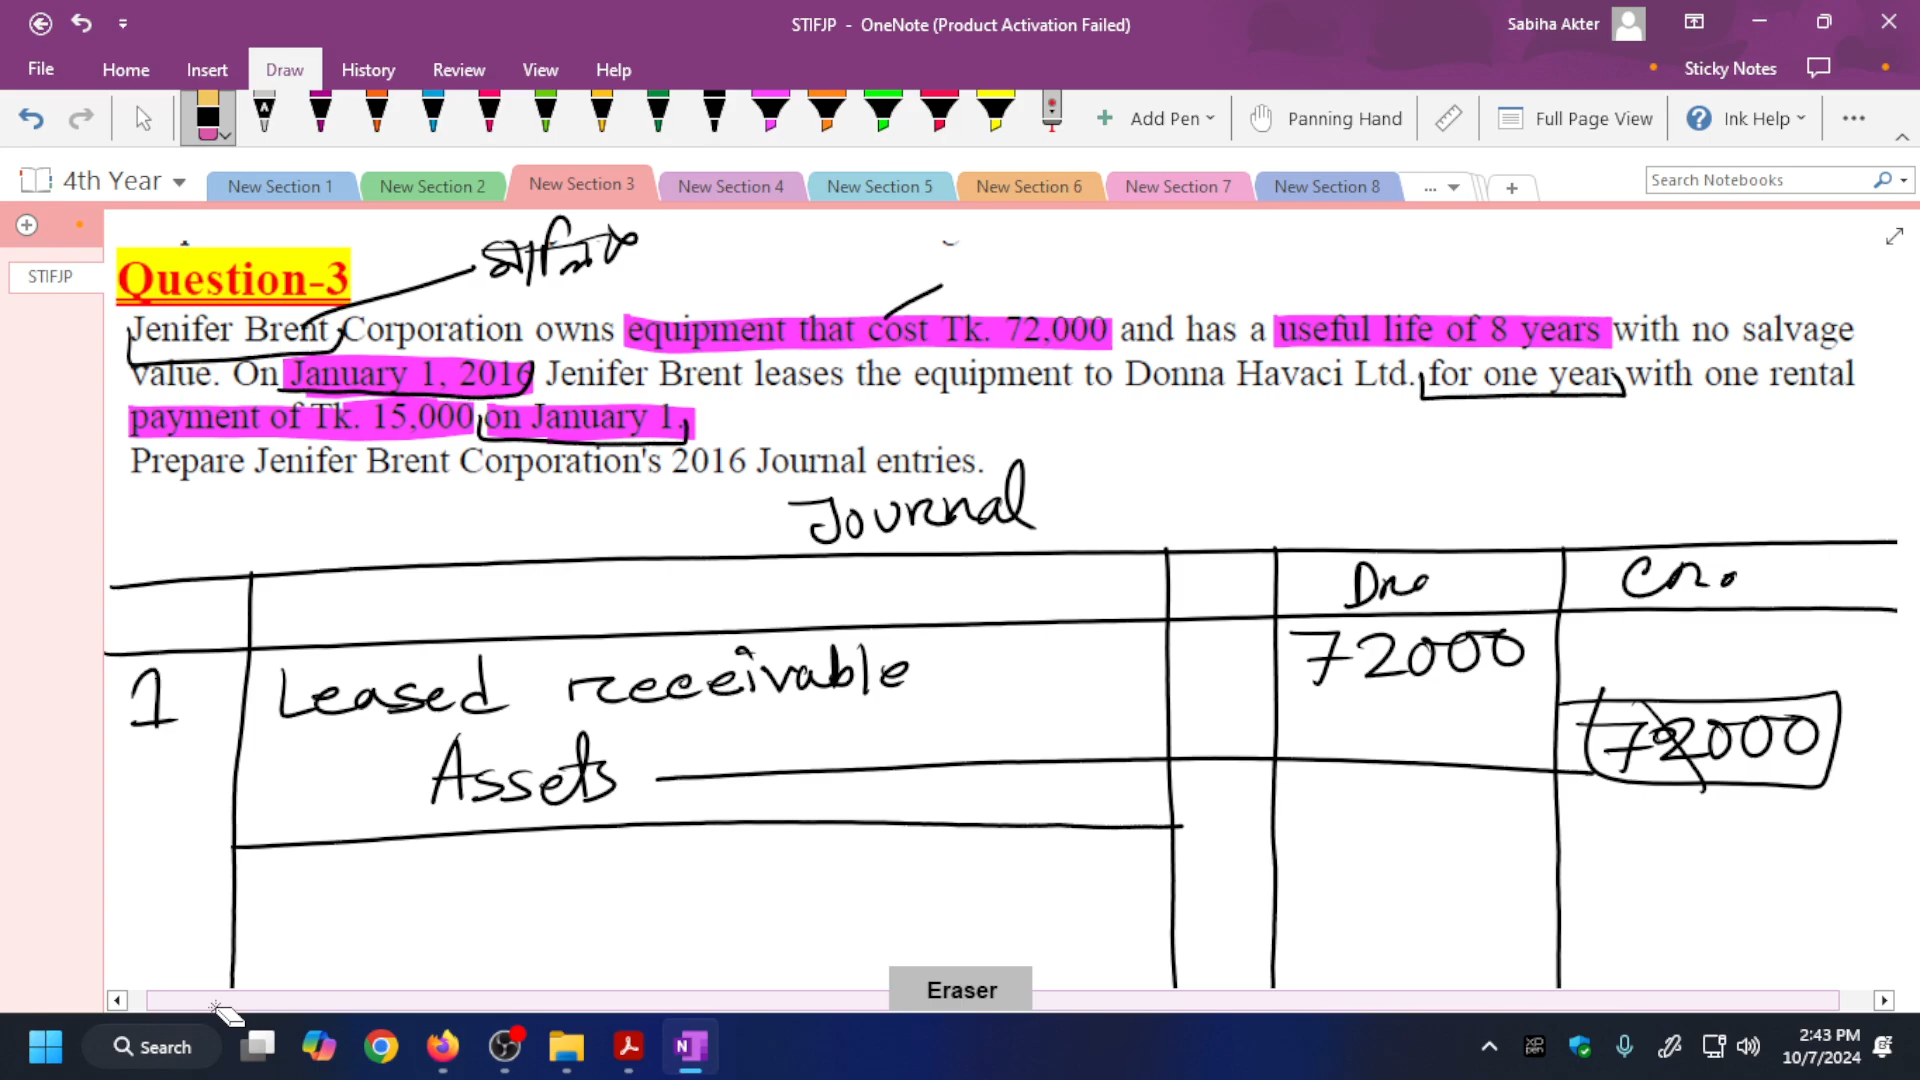 STIFJP - OneNote (Product Activation Failed)
Sabiha Akter
File Home Insert Draw History Review View Help
Sticky Notes
Add Pen
Panning Hand
Full Page View
Ink Help
4th Year
New Section 1
New Section 2
New Section 3
New Section 4
New Section 5
New Section 6
New Section 7
New Section 8
...
Search Notebooks
STIFJP
মালিক
Question-3
Jenifer Brent Corporation owns equipment that cost Tk. 72,000 and has a useful life of 8 years with no salvage
value. On January 1, 2016 Jenifer Brent leases the equipment to Donna Havaci Ltd. for one year with one rental
payment of Tk. 15,000 on January 1.
Prepare Jenifer Brent Corporation's 2016 Journal entries.
Journal
Dr. Cr.
1 Leased receivable 72000
Assets 72000
Eraser
Search
2:43 PM
10/7/2024